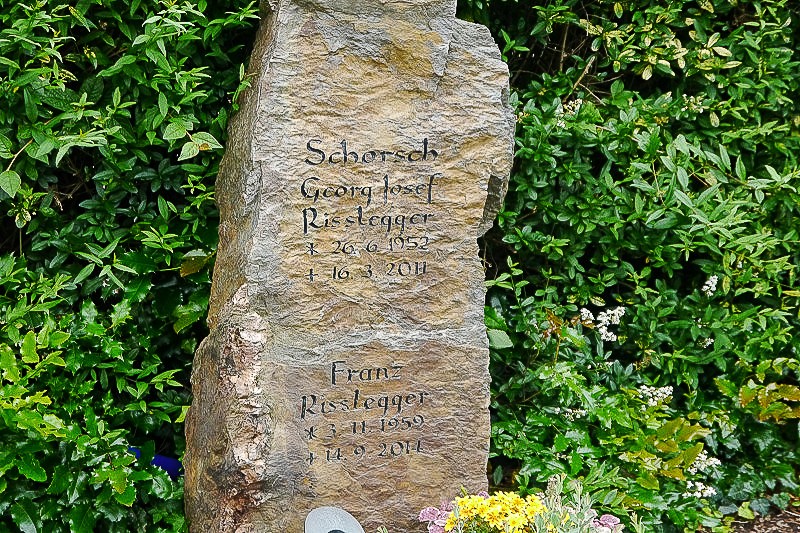 Schorsch
Georg Josef
Risslegger
* 26.6.1952
+ 16.3.2011
Franz
Risslegger
* 3.11.1959
+ 14.9.2011